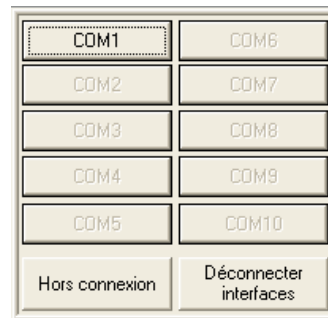 COM1 COM6
COM2 COM7
COM3 COM8
COM4 COM9
COM5 COM10
Hors connexion Déconnecter
interfaces